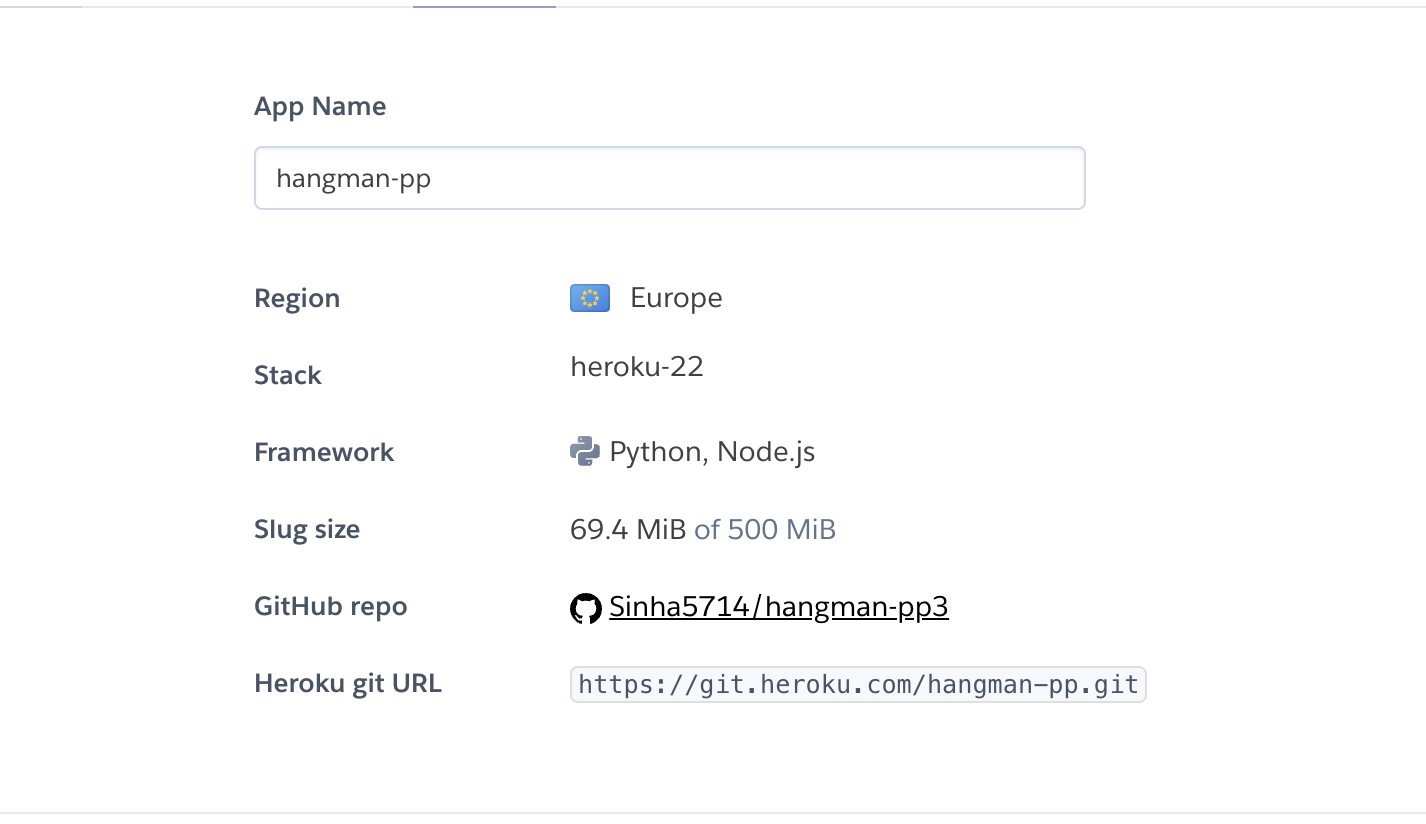 App Name
hangman-pp
Region Europe
Stack heroku-22
Framework Python, Node.js
Slug size 69.4 MiB of 500 MiB
GitHub repo Sinha5714/hangman-pp3
Heroku git URL https://git.heroku.com/hangman-pp.git